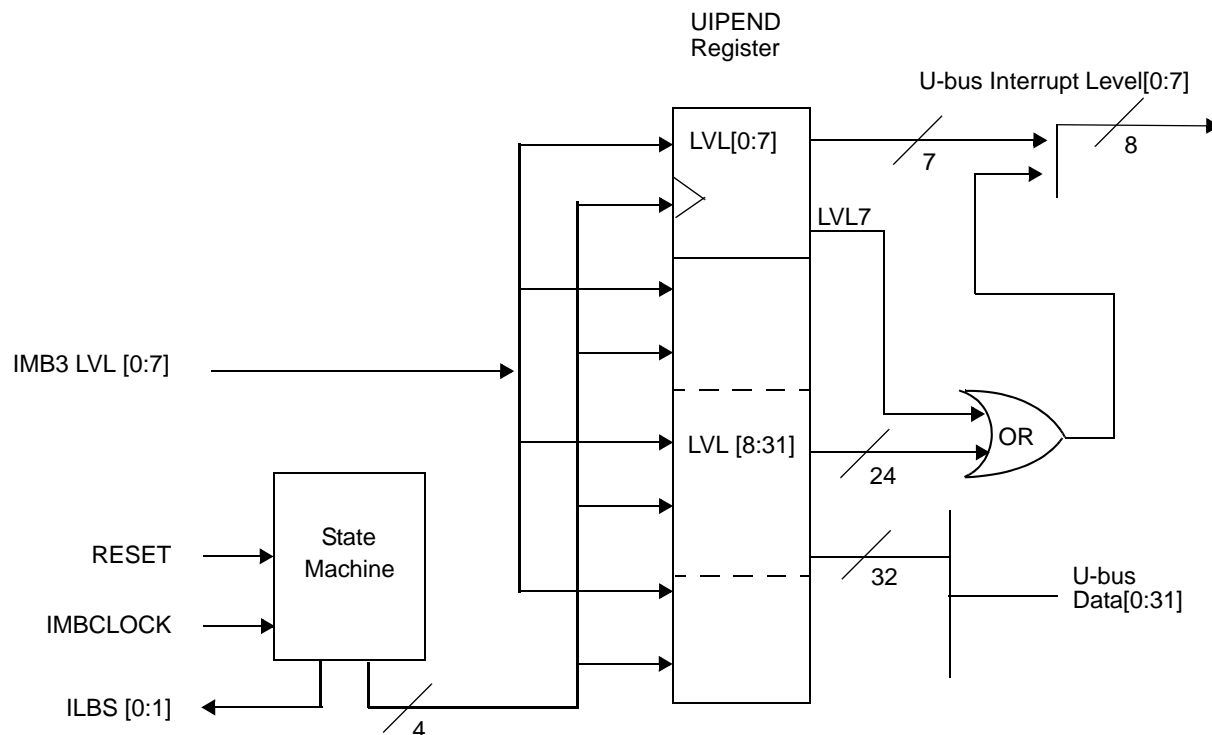 UIPEND
Register
U-bus Interrupt Level[0:7]
LVL[0:7]
7
8
LVL7
IMB3 LVL [0:7]
LVL [8:31]
OR
24
State
Machine
RESET
32
U-bus
Data[0:31]
IMBCLOCK
ILBS [0:1]
4